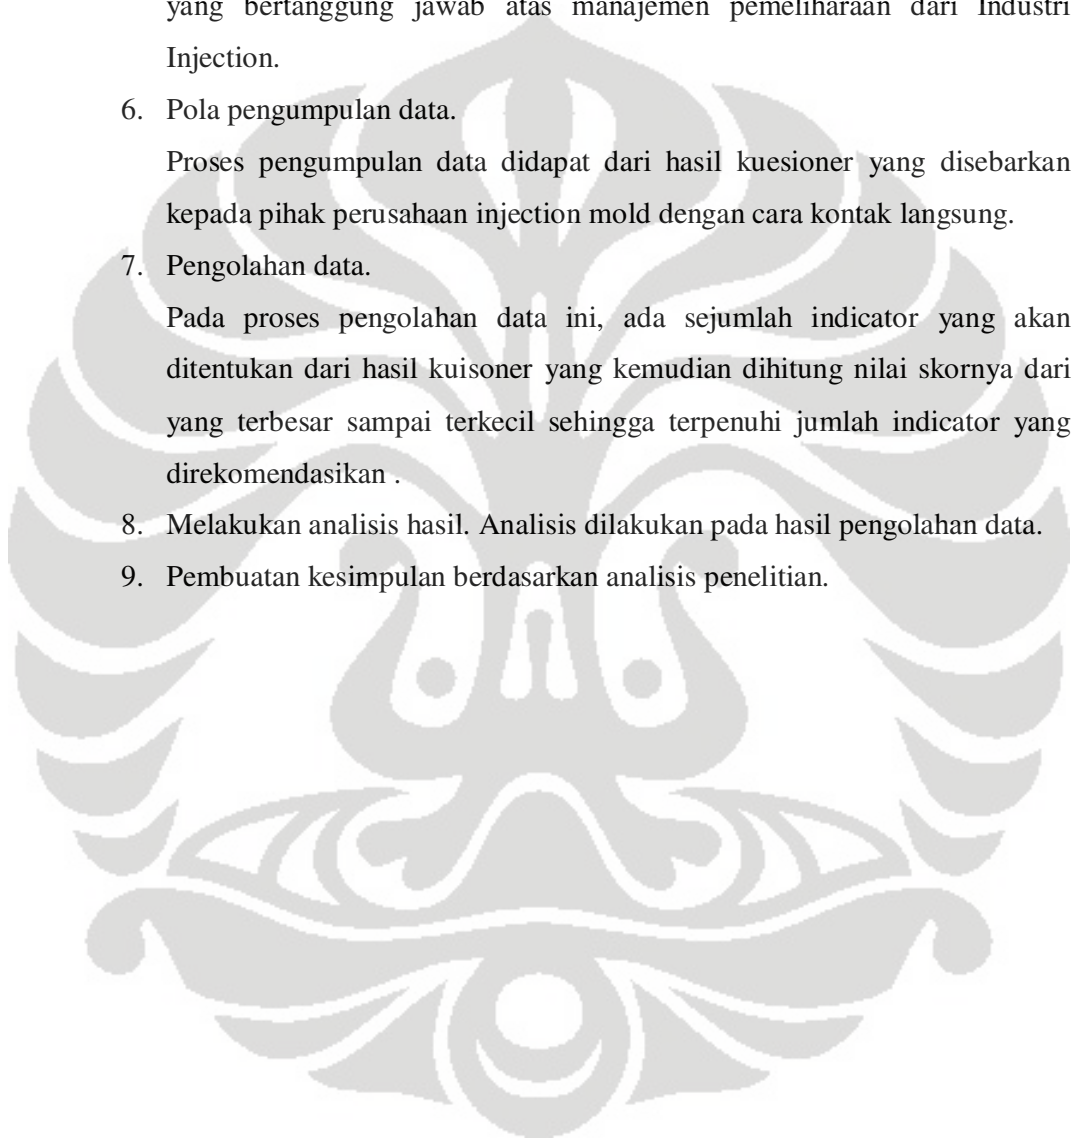 yang bertanggung jawab atas manajemen pemeliharaan dari Industri
Injection.
6. Pola pengumpulan data.
Proses pengumpulan data didapat dari hasil kuesioner yang disebarkan
kepada pihak perusahaan injection mold dengan cara kontak langsung.
7. Pengolahan data.
Pada proses pengolahan data ini, ada sejumlah indicator yang akan
ditentukan dari hasil kuisoner yang kemudian dihitung nilai skornya dari
yang terbesar sampai terkecil sehingga terpenuhi jumlah indicator yang
direkomendasikan .
8. Melakukan analisis hasil. Analisis dilakukan pada hasil pengolahan data.
9. Pembuatan kesimpulan berdasarkan analisis penelitian.